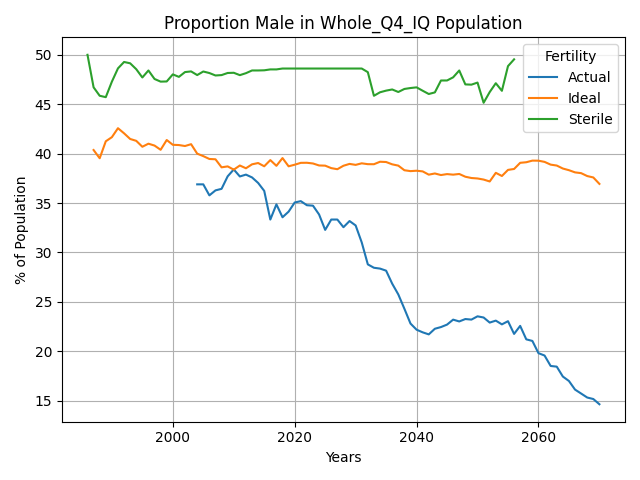 Proportion Male in Whole_Q4_IQ Population
Fertility
Actual
Ideal
Sterile
% of Population
50
45
40
35
30
25
20
15
2000
2020
2040
2060
Years